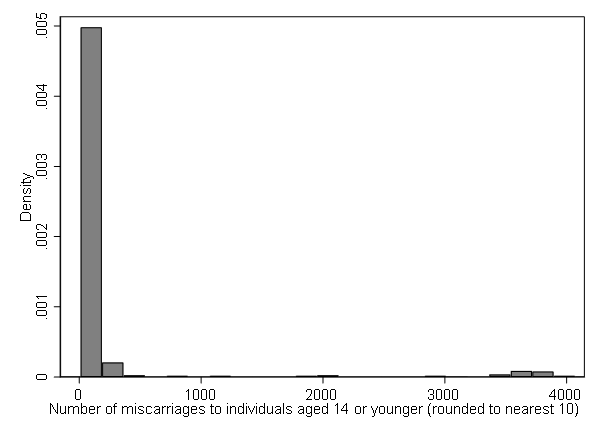 .005
.004
.003
.002
.001
0
Density
0 1000 2000 3000 4000
Number of miscarriages to individuals aged 14 or younger (rounded to nearest 10)